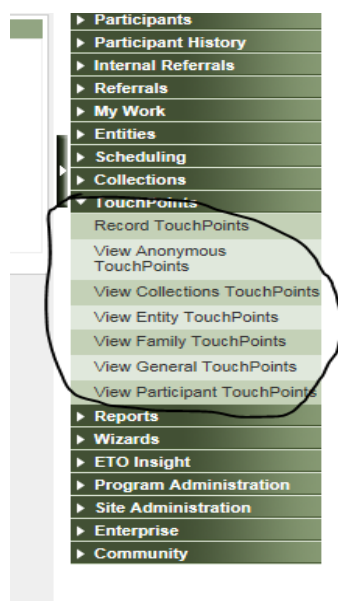 Participants
Participant History
Internal Referrals
Referrals
My Work
Entities
Scheduling
Collections
TouchPoints
Record TouchPoints
View Anonymous
TouchPoints
View Collections TouchPoints
View Entity TouchPoints
View Family TouchPoints
View General TouchPoints
View Participant TouchPoints
Reports
Wizards
ETO Insight
Program Administration
Site Administration
Enterprise
Community